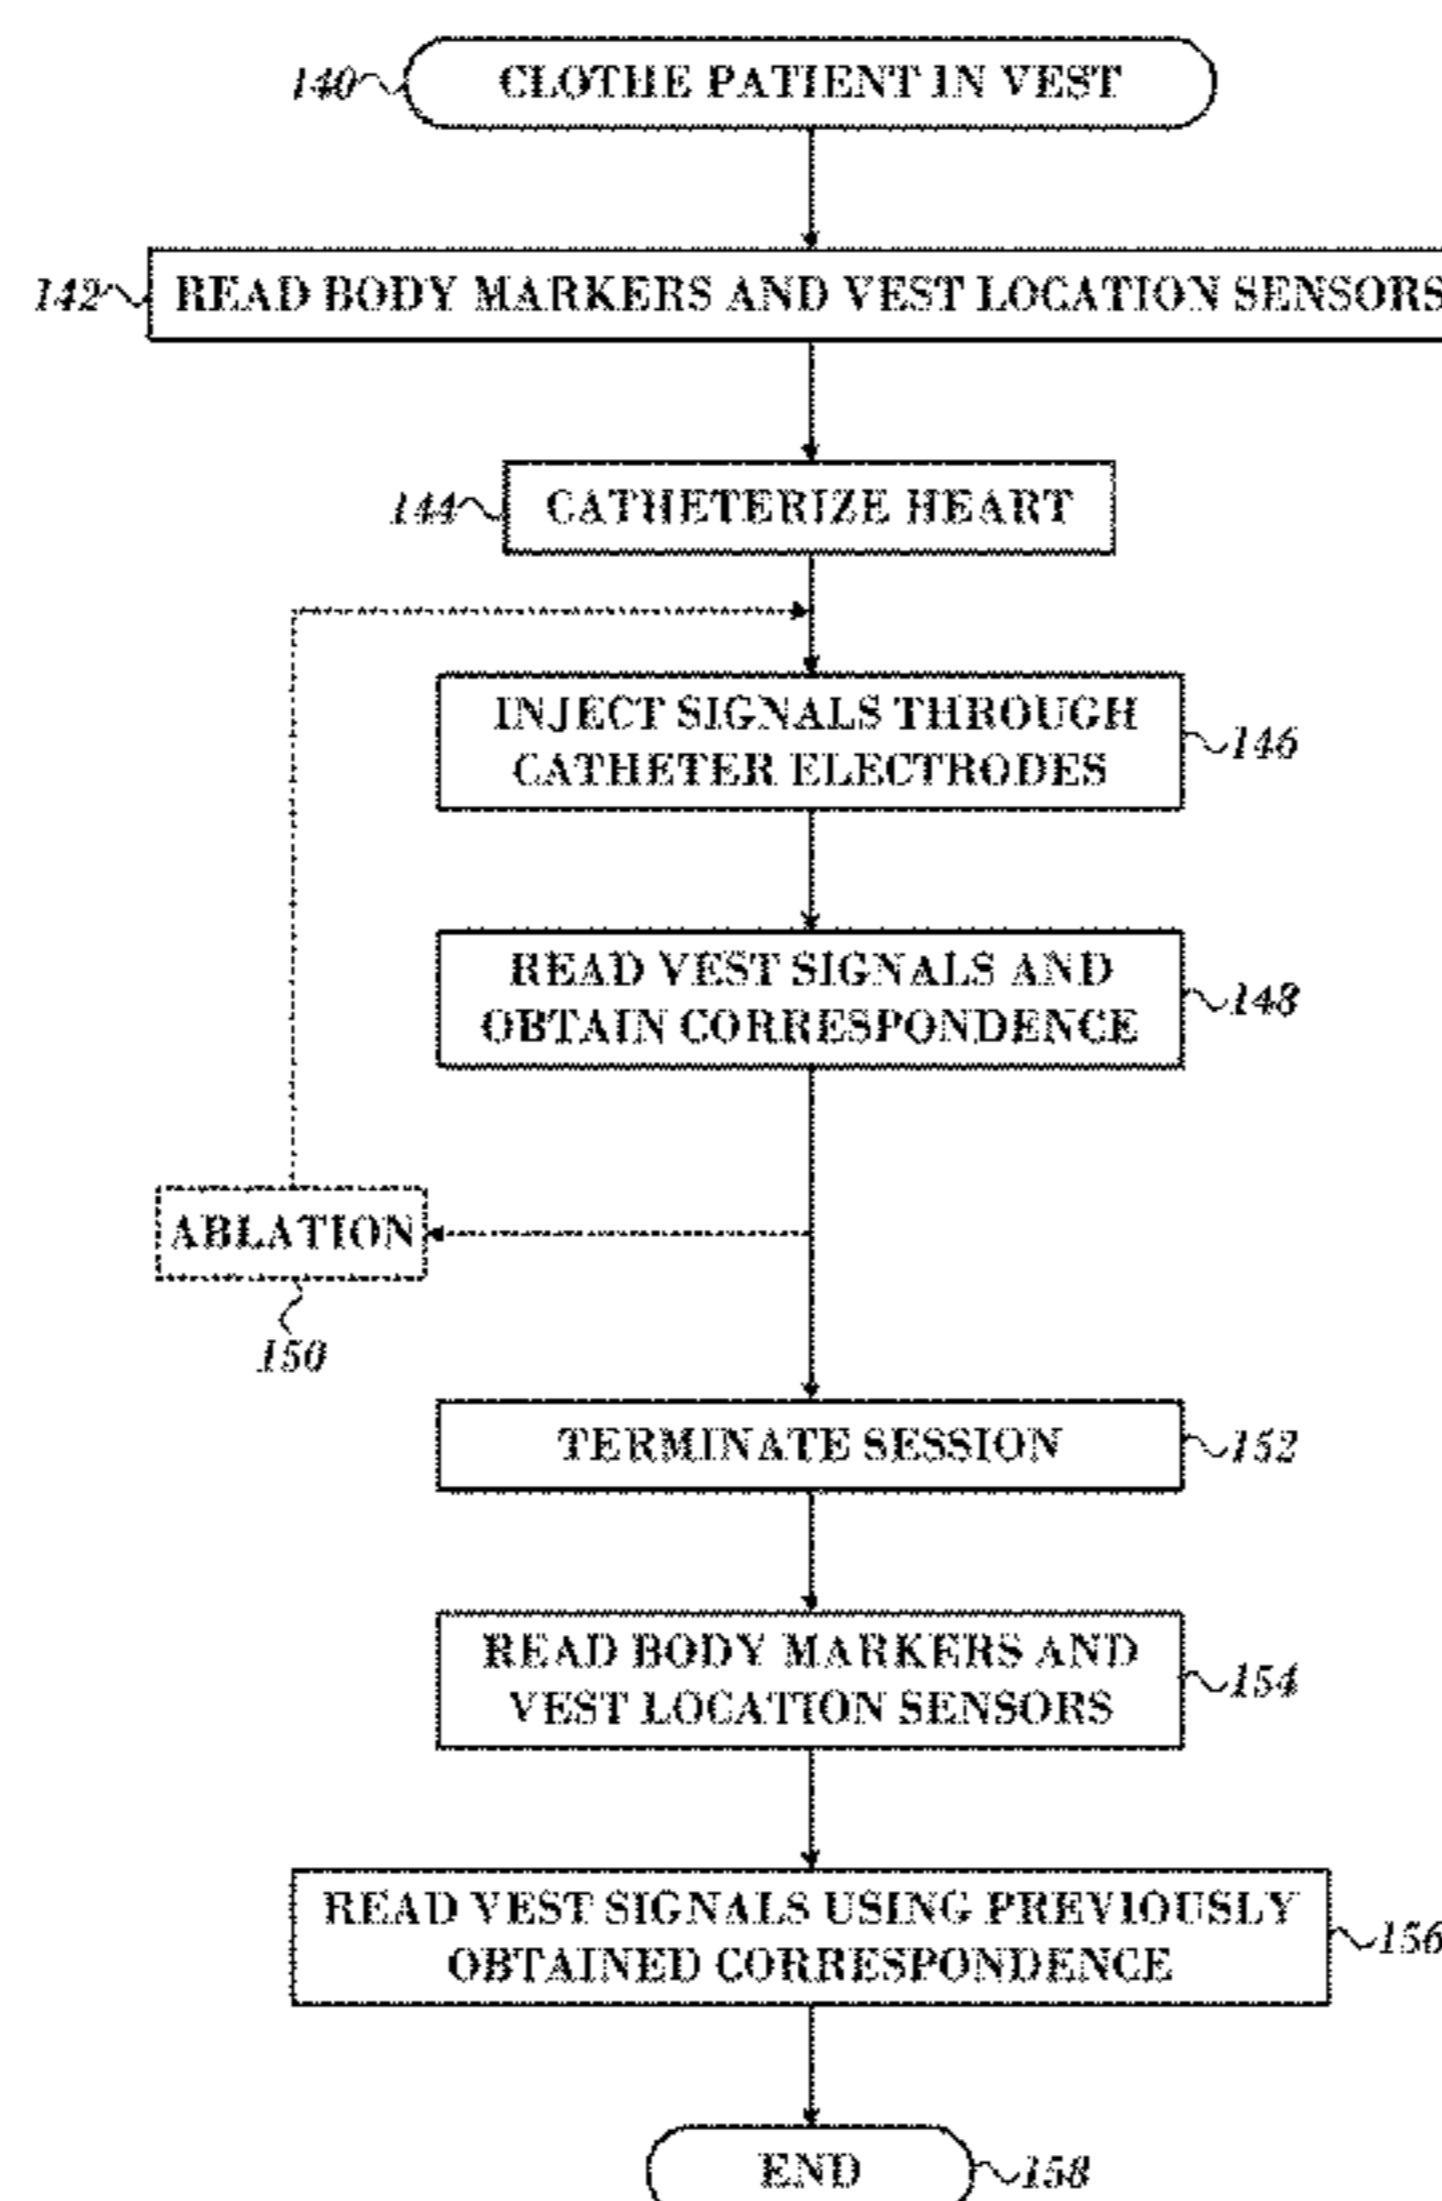 140 CLOTHE PATIENT IN VEST
142 READ BODY MARKERS AND VEST LOCATION SENSORS
144 CATHETERIZE HEART
INJECT SIGNALS THROUGH
CATHETER ELECTRODES
146
READ VEST SIGNALS AND
OBTAIN CORRESPONDENCE
148
ABLATION
150
TERMINATE SESSION 152
READ BODY MARKERS AND
VEST LOCATION SENSORS
154
READ VEST SIGNALS USING PREVIOUSLY
OBTAINED CORRESPONDENCE
156
END 158